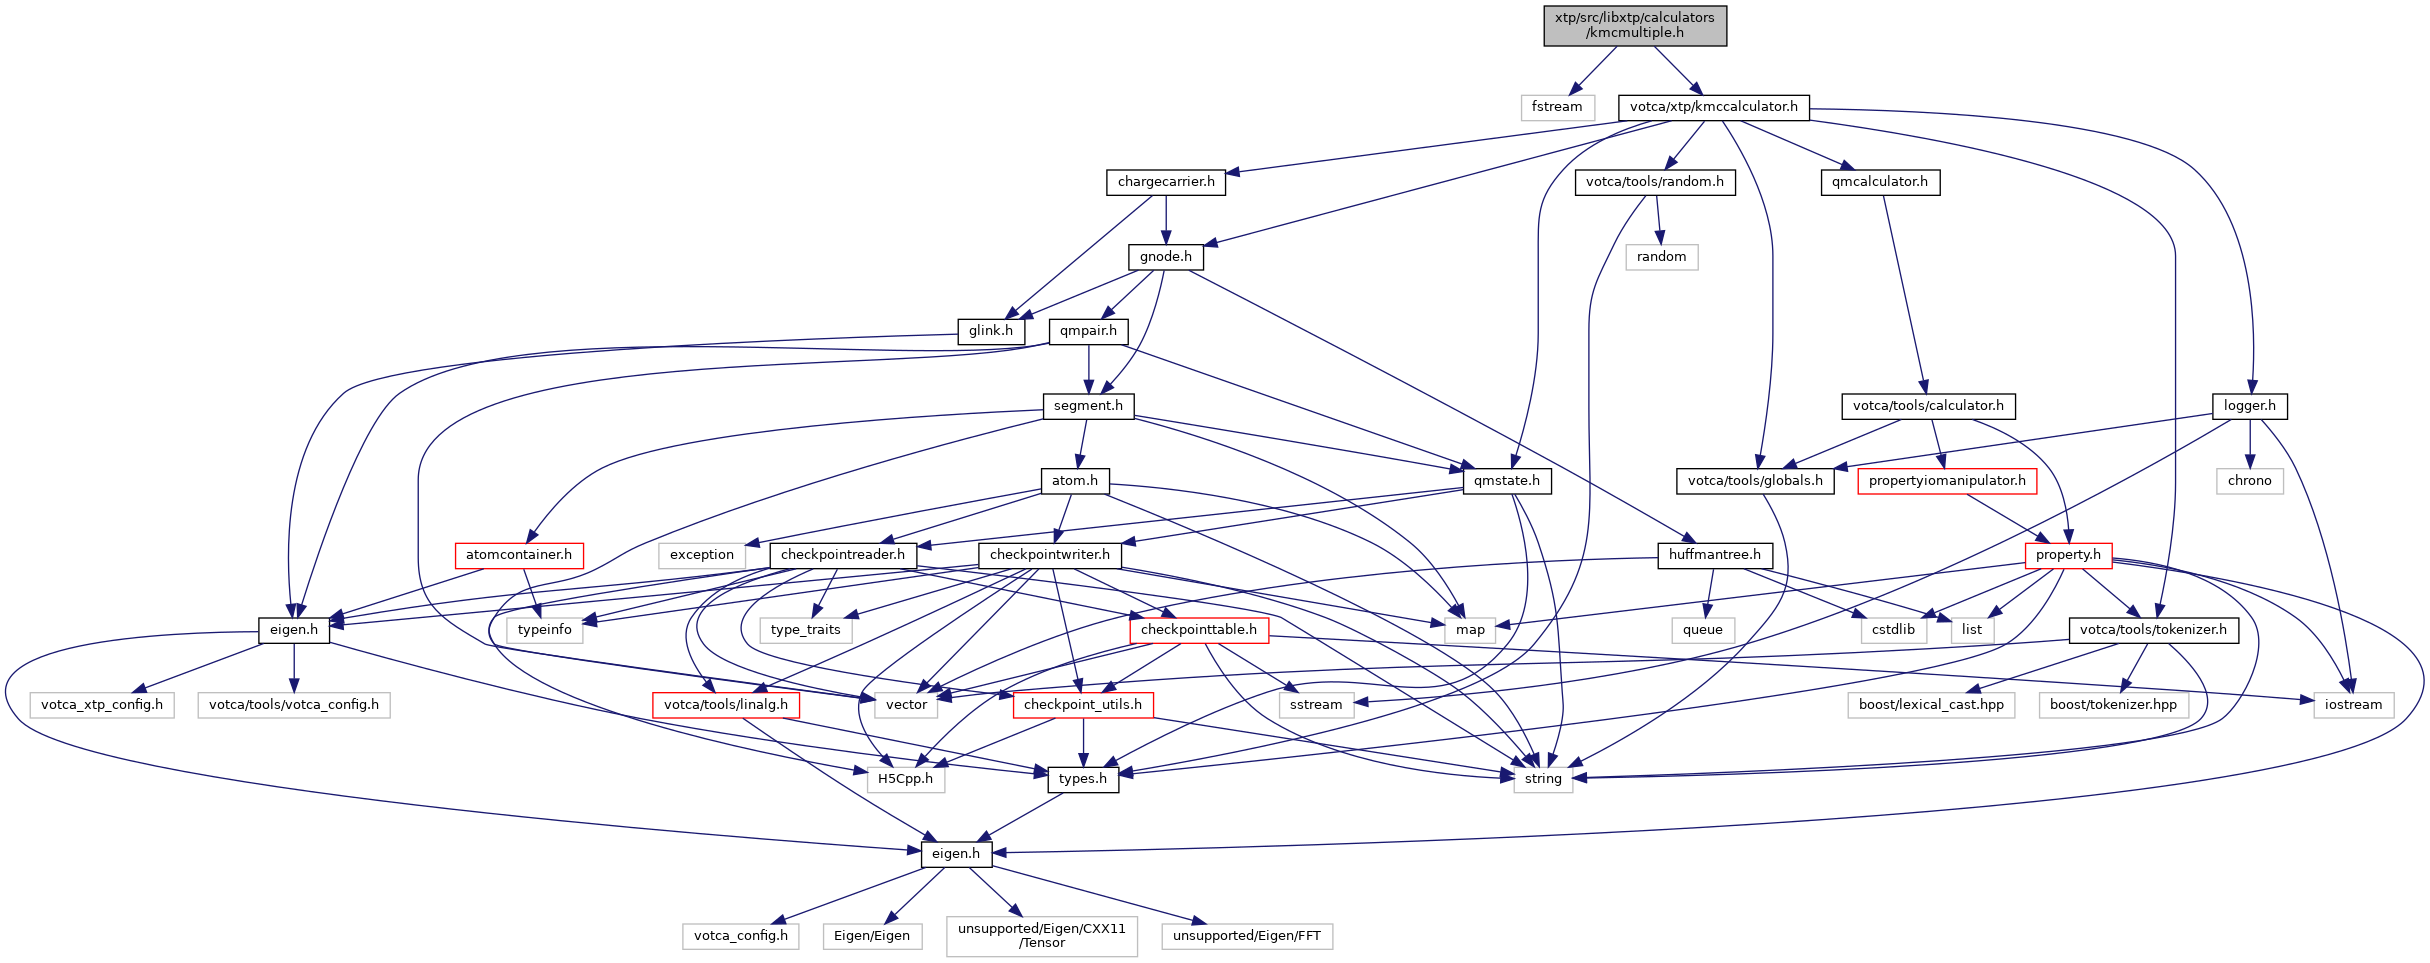 xtp/src/libxtp/calculators
/kmcmultiple.h
fstream
votca/xtp/kmccalculator.h
chargecarrier.h
votca/tools/random.h
qmcalculator.h
gnode.h
random
glink.h
qmpair.h
segment.h
votca/tools/calculator.h
logger.h
atom.h
qmstate.h
votca/tools/globals.h
propertyiomanipulator.h
chrono
atomcontainer.h
exception
checkpointreader.h
checkpointwriter.h
huffmantree.h
property.h
eigen.h
typeinfo
type_traits
checkpointtable.h
map
queue
cstdlib
list
votca/tools/tokenizer.h
votca_xtp_config.h
votca/tools/votca_config.h
votca/tools/linalg.h
vector
checkpoint_utils.h
sstream
boost/lexical_cast.hpp
boost/tokenizer.hpp
iostream
H5Cpp.h
types.h
string
eigen.h
votca_config.h
Eigen/Eigen
unsupported/Eigen/CXX11
/Tensor
unsupported/Eigen/FFT